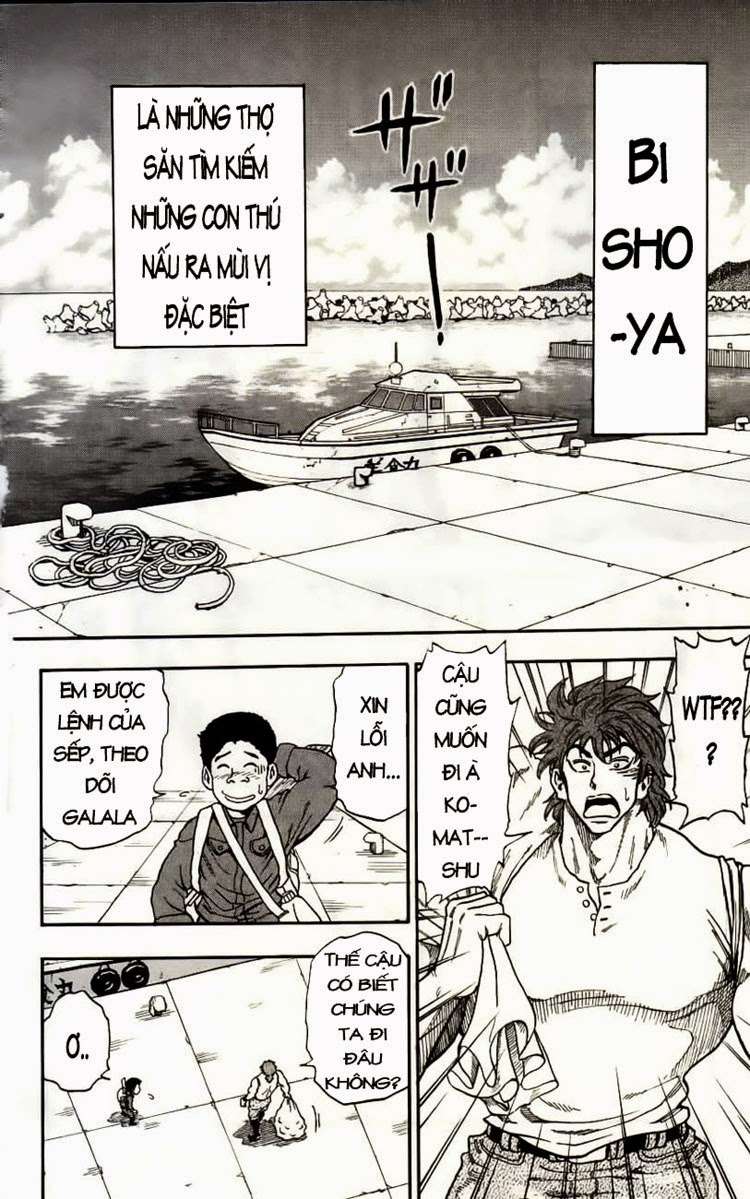 BI
SHO
-YA
LÀ NHỮNG THỢ
SĂN TÌM KIẾM
NHỮNG CON THÚ
NẤU RA MÙI VỊ
ĐẶC BIỆT
ザザ…!
WTF??
?
CẬU
CŨNG
MUỐN
ĐI À
KO-
MAT--
SHU
XIN
LỖI
ANH...
EM ĐƯỢC
LỆNH CỦA
SẾP, THEO
DÕI
GALALA
THẾ CẬU
CÓ BIẾT
CHÚNG
TA ĐI
ĐÂU
KHÔNG?
Ơ..